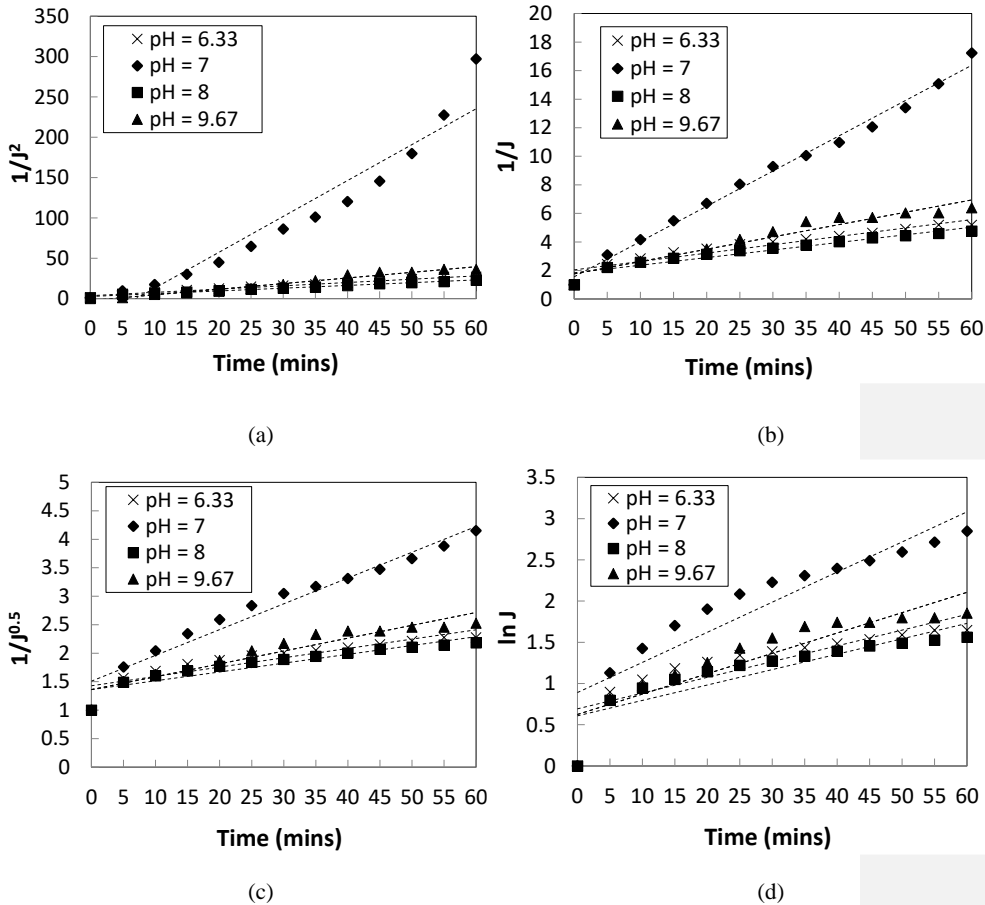 1/J²
350
300
250
200
150
100
50
0
pH = 6.33
pH = 7
pH = 8
pH = 9.67
0 5 10 15 20 25 30 35 40 45 50 55 60
Time (mins)
(a)
1/J
20
18
16
14
12
10
8
6
4
2
0
pH = 6.33
pH = 7
pH = 8
pH = 9.67
0 5 10 15 20 25 30 35 40 45 50 55 60
Time (mins)
(b)
1/J⁰·⁵
5
4.5
4
3.5
3
2.5
2
1.5
1
0.5
0
pH = 6.33
pH = 7
pH = 8
pH = 9.67
0 5 10 15 20 25 30 35 40 45 50 55 60
Time (mins)
(c)
ln J
3.5
3
2.5
2
1.5
1
0.5
0
pH = 6.33
pH = 7
pH = 8
pH = 9.67
0 5 10 15 20 25 30 35 40 45 50 55 60
Time (mins)
(d)